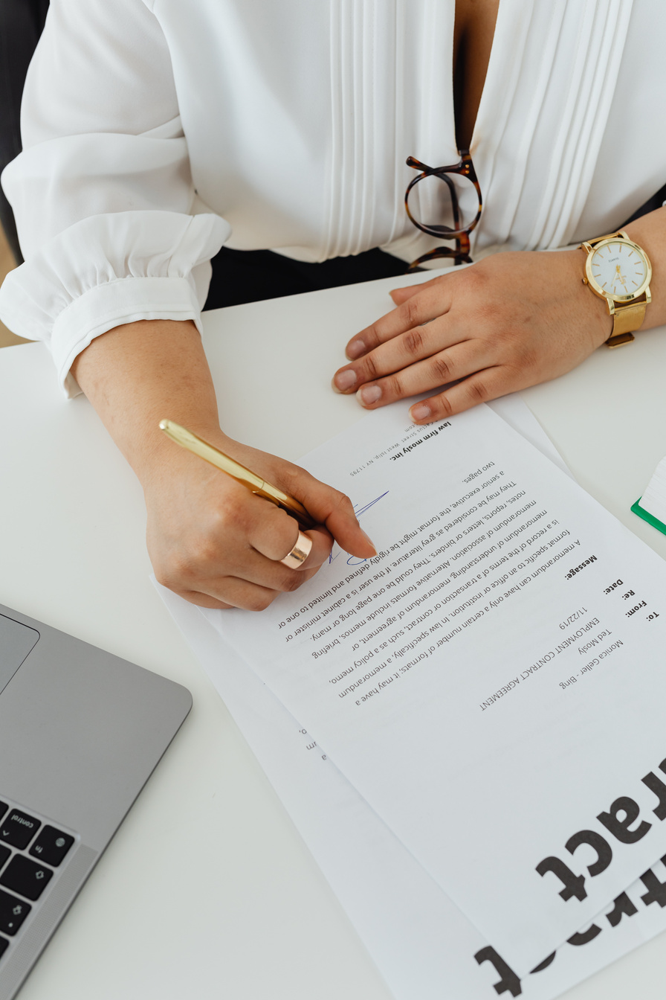 ract
tract
To: Monica Geller - Bing
From: Ted Mosly
Re: EMPLOYMENT CONTRACT AGREEMENT
Date: 11/22/19
Message:
A memorandum can have only a certain number of formats; it may have a
format specific to an office or institution. In law specifically, a memorandum
is a record of the terms of a transaction or contract, such as a policy memo,
memorandum of understanding, memorandum of agreement, or
memorandum of association. Alternative formats include memos, briefing
notes, reports, letters or binders. They could be one page long or many.
They may be considered as grey literature. If the user is a cabinet minister or
a senior executive, the format might be rigidly defined and limited to one or
two pages.
law firm mosly inc.
Street West Islip, NY 11795
fn
control